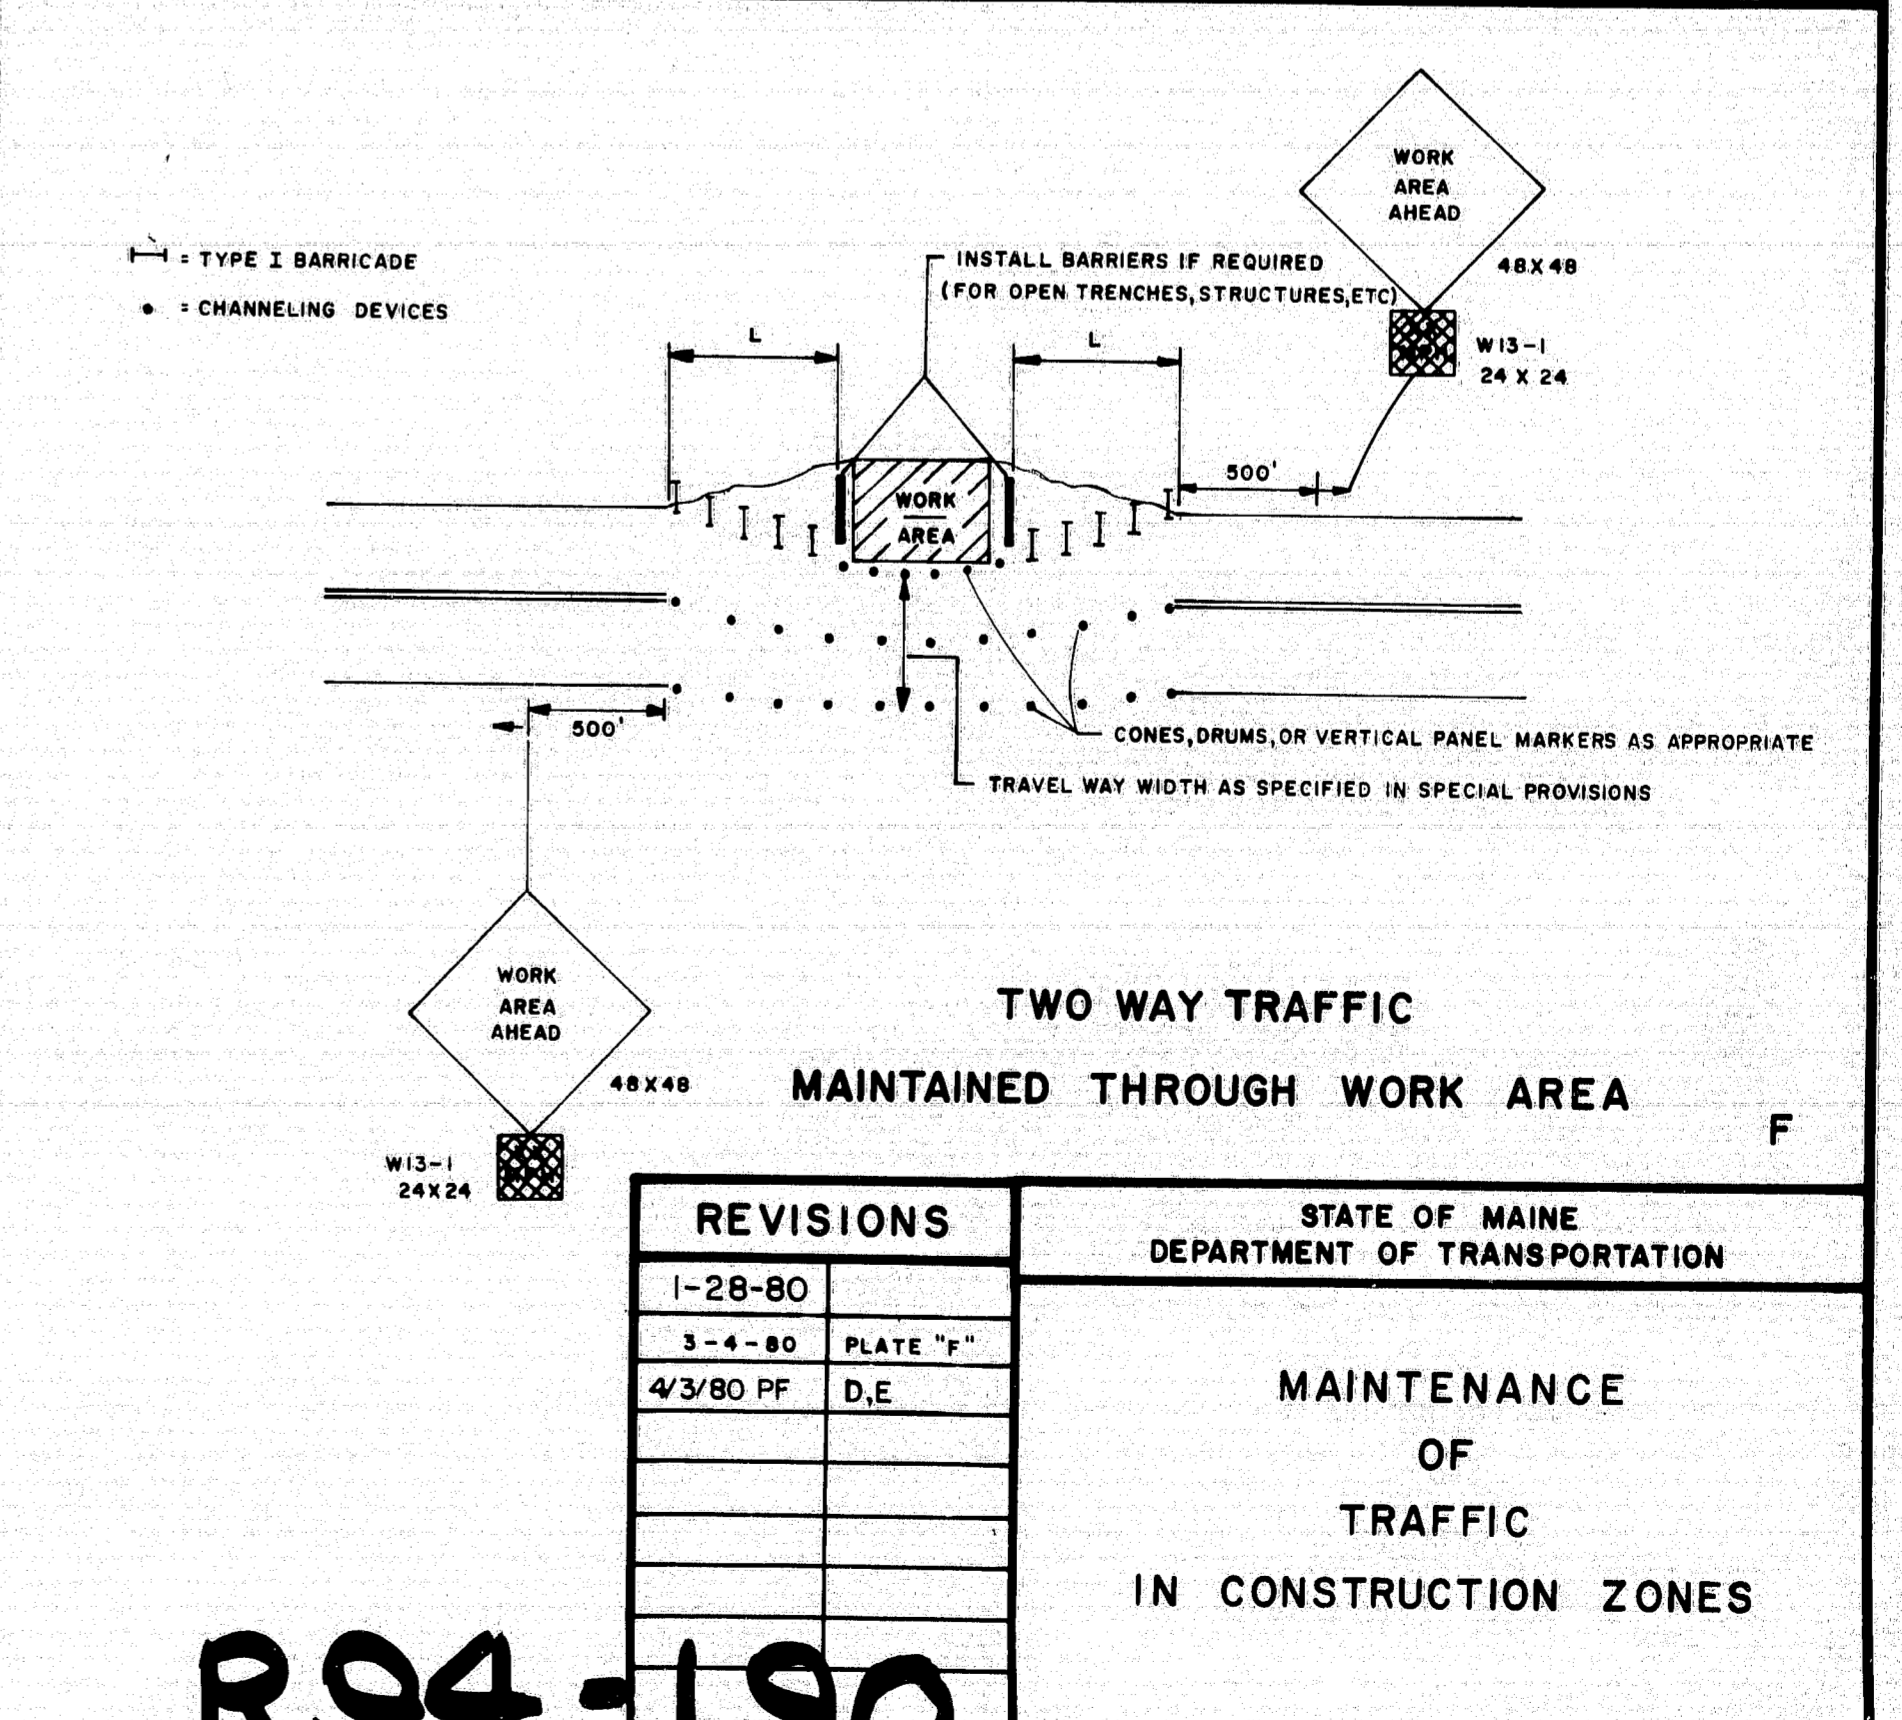 WORK
AREA
AHEAD
48X48
W13-1
24 X 24
= TYPE I BARRICADE
= CHANNELING DEVICES
INSTALL BARRIERS IF REQUIRED
(FOR OPEN TRENCHES, STRUCTURES, ETC)
L
L
500'
WORK
AREA
500'
CONES, DRUMS, OR VERTICAL PANEL MARKERS AS APPROPRIATE
TRAVEL WAY WIDTH AS SPECIFIED IN SPECIAL PROVISIONS
WORK
AREA
AHEAD
48X48
W13-1
24X24
TWO WAY TRAFFIC
MAINTAINED THROUGH WORK AREA
F
REVISIONS
1-28-80
3-4-80 PLATE "F"
4/3/80 PF D,E
STATE OF MAINE
DEPARTMENT OF TRANSPORTATION
MAINTENANCE
OF
TRAFFIC
IN CONSTRUCTION ZONES